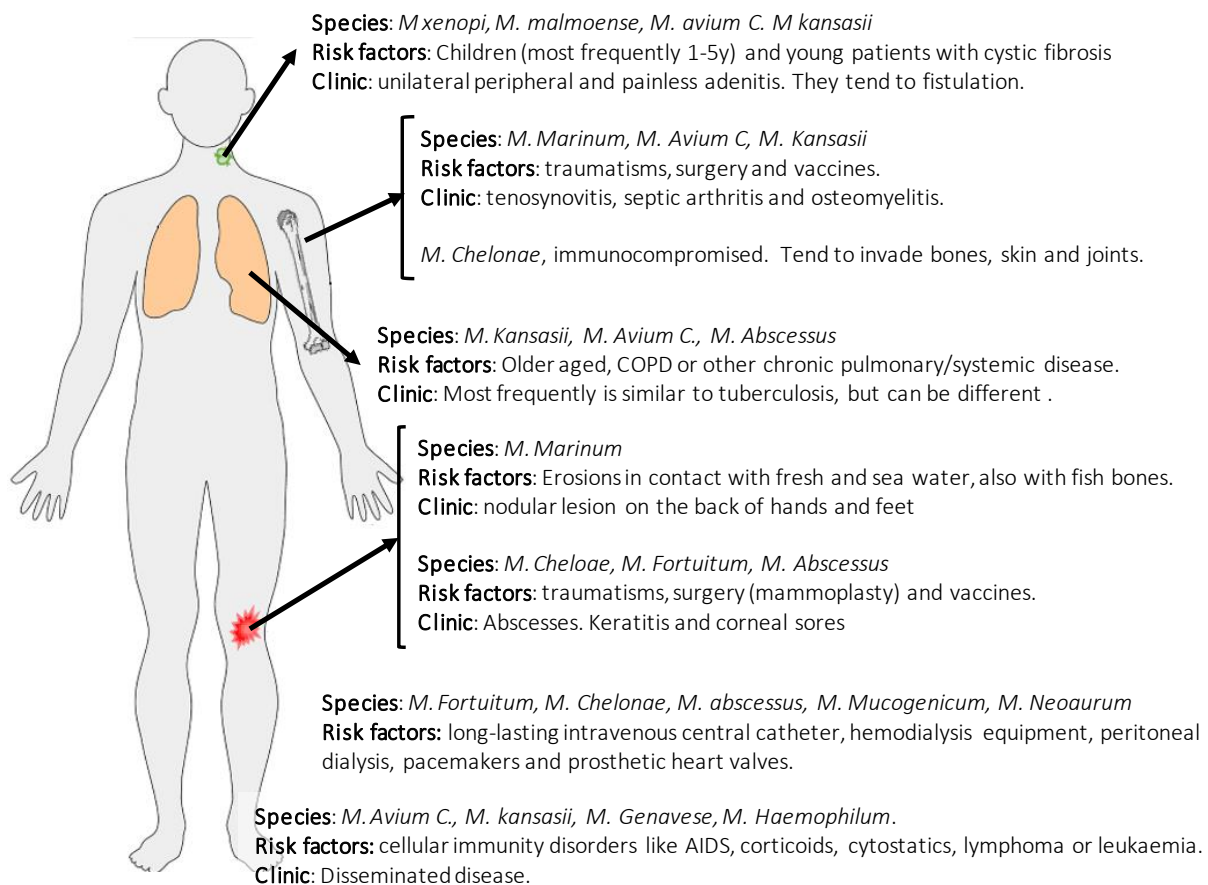 Species: M xenopi, M. malmoense, M. avium C. M kansasii
Risk factors: Children (most frequently 1-5y) and young patients with cystic fibrosis
Clinic: unilateral peripheral and painless adenitis. They tend to fistulation.
Species: M. Marinum, M. Avium C, M. Kansasii
Risk factors: traumatisms, surgery and vaccines.
Clinic: tenosynovitis, septic arthritis and osteomyelitis.
M. Chelonae, immunocompromised. Tend to invade bones, skin and joints.
Species: M. Kansasii, M. Avium C., M. Abscessus
Risk factors: Older aged, COPD or other chronic pulmonary/systemic disease.
Clinic: Most frequently is similar to tuberculosis, but can be different .
Species: M. Marinum
Risk factors: Erosions in contact with fresh and sea water, also with fish bones.
Clinic: nodular lesion on the back of hands and feet
Species: M. Cheloae, M. Fortuitum, M. Abscessus
Risk factors: traumatisms, surgery (mammoplasty) and vaccines.
Clinic: Abscesses. Keratitis and corneal sores
Species: M. Fortuitum, M. Chelonae, M. abscessus, M. Mucogenicum, M. Neoaurum
Risk factors: long-lasting intravenous central catheter, hemodialysis equipment, peritoneal
dialysis, pacemakers and prosthetic heart valves.
Species: M. Avium C., M. kansasii, M. Genavese, M. Haemophilum.
Risk factors: cellular immunity disorders like AIDS, corticoids, cytostatics, lymphoma or leukaemia.
Clinic: Disseminated disease.